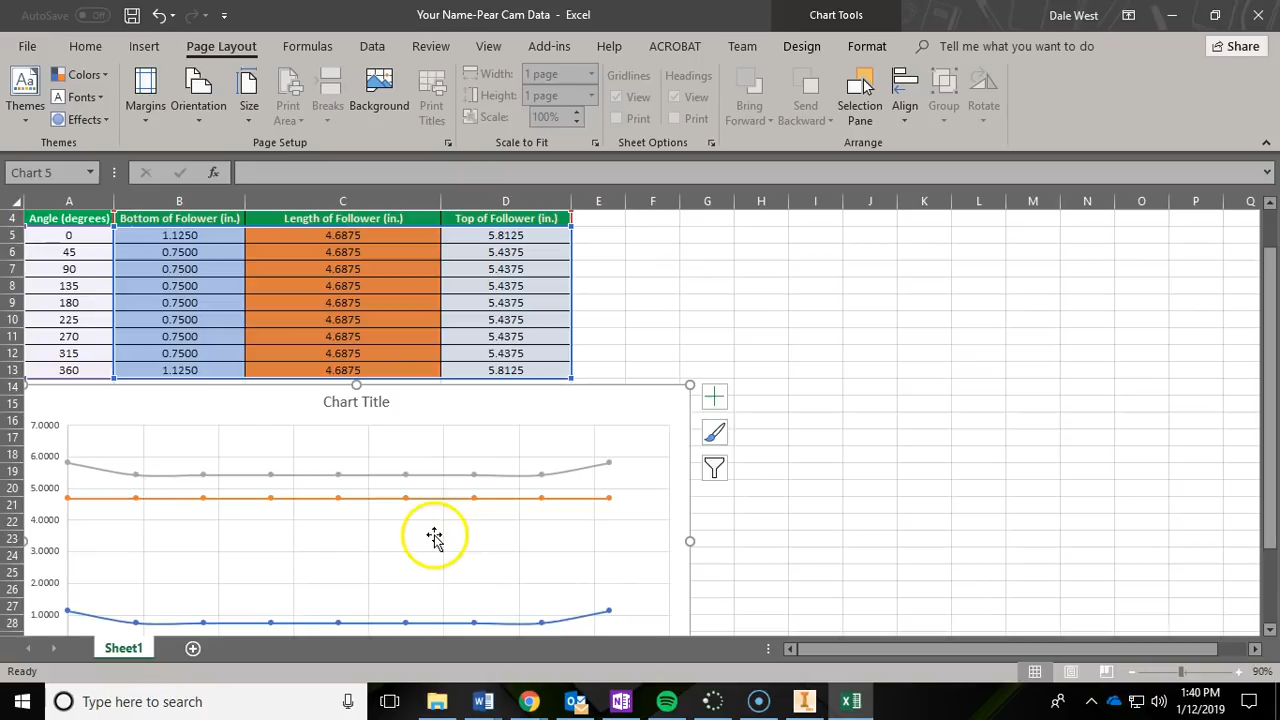 AutoSave Off Your Name-Pear Cam Data - Excel Chart Tools Dale West
File Home Insert Page Layout Formulas Data Review View Add-ins Help ACROBAT Team Design Format Tell me what you want to do Share
Themes Colors Fonts Effects Margins Orientation Size Print Area Breaks Background Print Titles Width: 1 page Height: 1 page Scale: 100% Gridlines View Print Headings View Print Bring Forward Send Backward Selection Pane Align Group Rotate
Themes Page Setup Scale to Fit Sheet Options Arrange
Chart 5 fx
A B C D E F G H I J K L M N O P Q
4 Angle (degrees) Bottom of Folower (in.) Length of Follower (in.) Top of Follower (in.)
5 0 1.1250 4.6875 5.8125
6 45 0.7500 4.6875 5.4375
7 90 0.7500 4.6875 5.4375
8 135 0.7500 4.6875 5.4375
9 180 0.7500 4.6875 5.4375
10 225 0.7500 4.6875 5.4375
11 270 0.7500 4.6875 5.4375
12 315 0.7500 4.6875 5.4375
13 360 1.1250 4.6875 5.8125
14
15 Chart Title
16 7.0000
17
18 6.0000
19
20 5.0000
21
22 4.0000
23
24 3.0000
25
26 2.0000
27
28 1.0000
Sheet1
Ready 90%
Type here to search 1:40 PM
1/12/2019